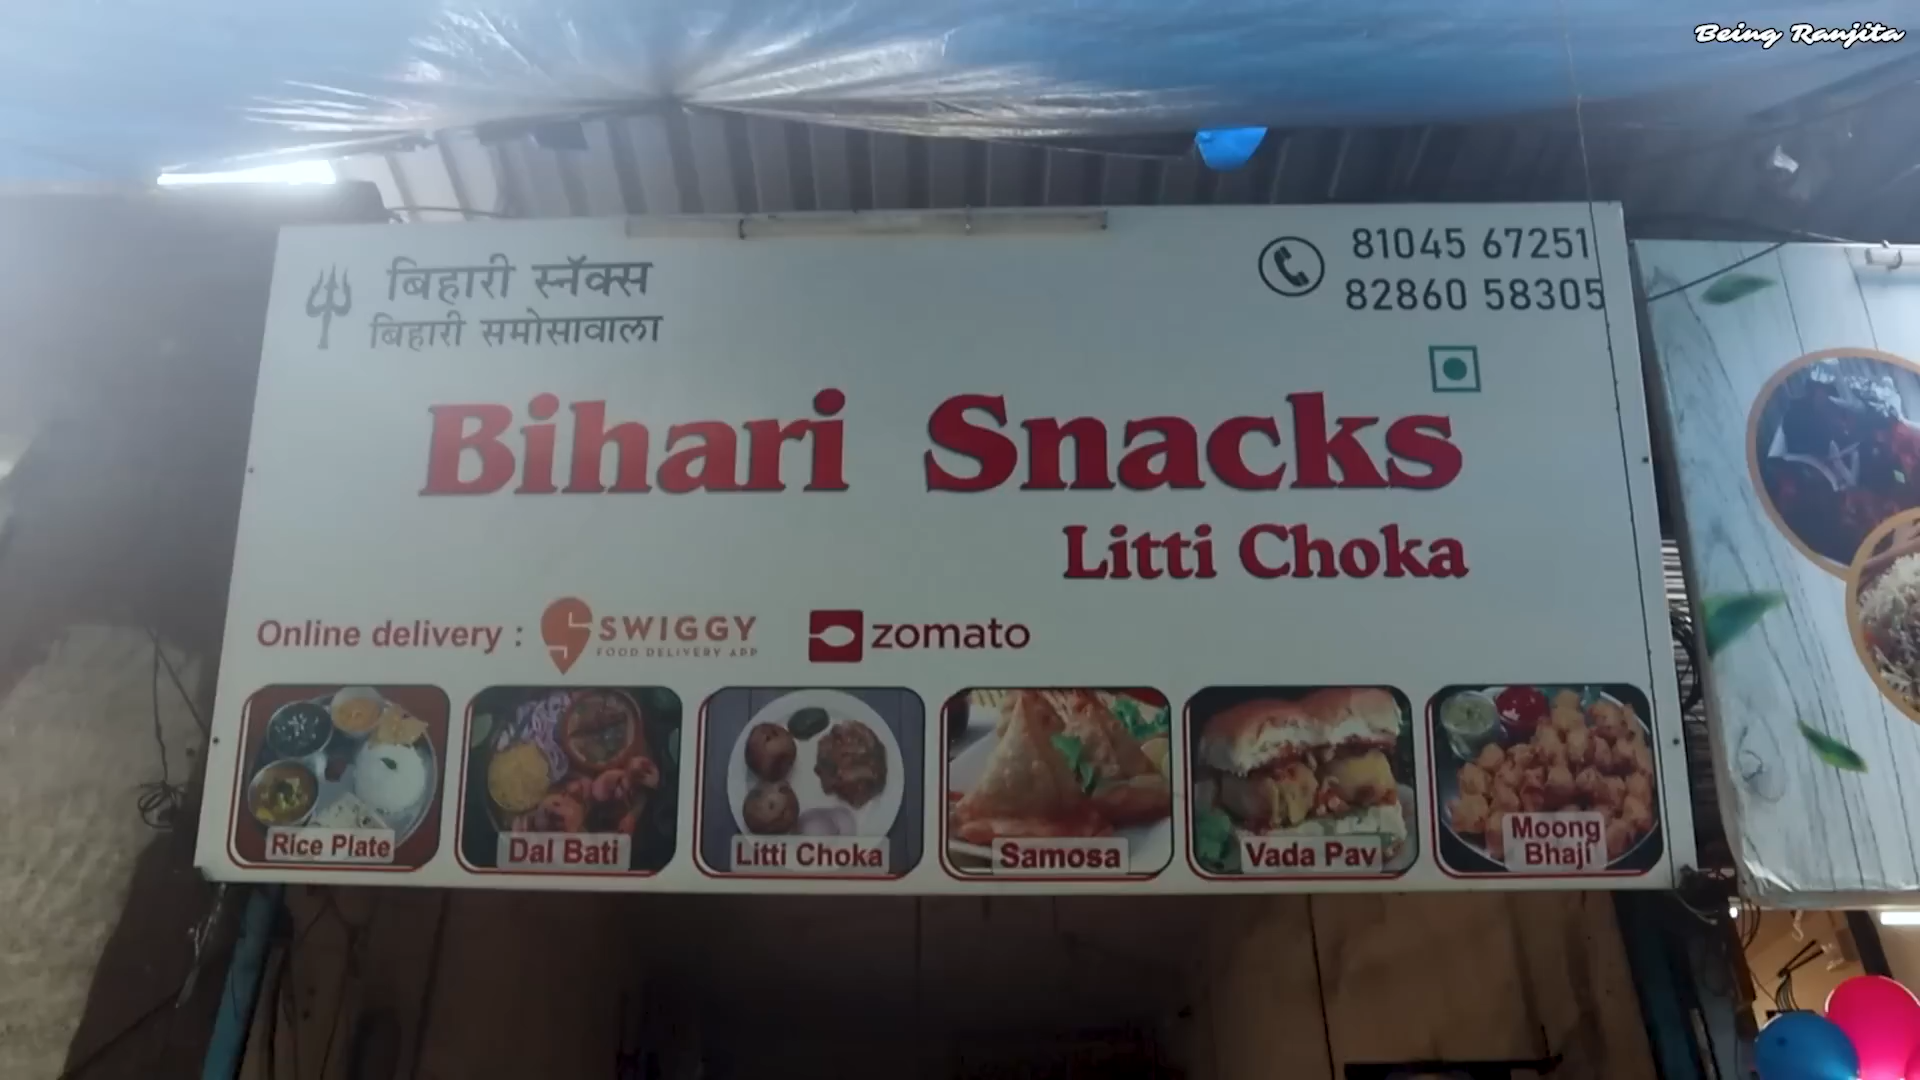 Being Ranjita
बिहारी स्नॅक्स
बिहारी समोसावाला
81045 67251
82860 58305
Bihari Snacks
Litti Choka
Online delivery : SWIGGY zomato
FOOD DELIVERY APP
Rice Plate
Dal Bati
Litti Choka
Samosa
Vada Pav
Moong
Bhaji